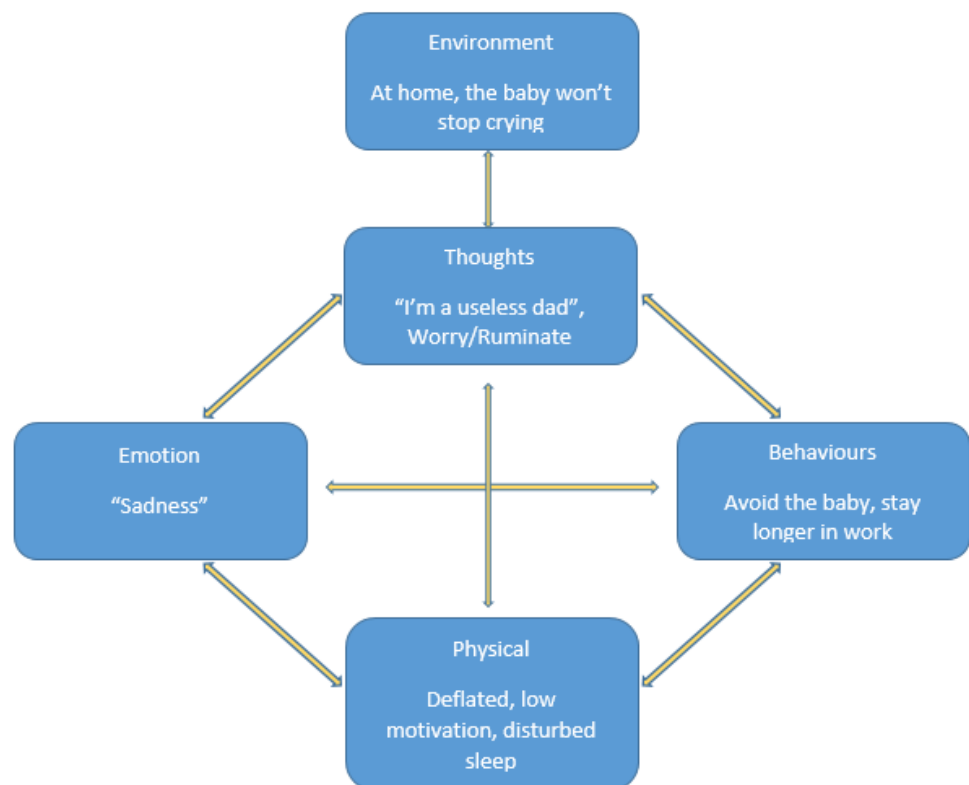 Environment
At home, the baby won’t
stop crying
Thoughts
“I’m a useless dad”,
Worry/Ruminate
Emotion
“Sadness”
Behaviours
Avoid the baby, stay
longer in work
Physical
Deflated, low
motivation, disturbed
sleep